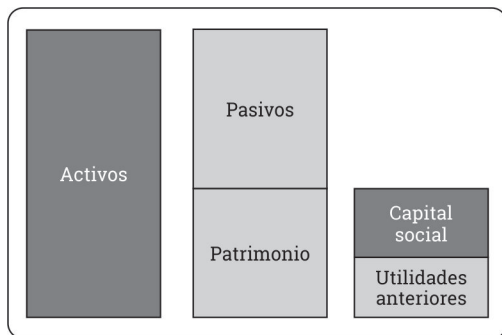 Activos
Pasivos
Patrimonio
Capital
social
Utilidades
anteriores